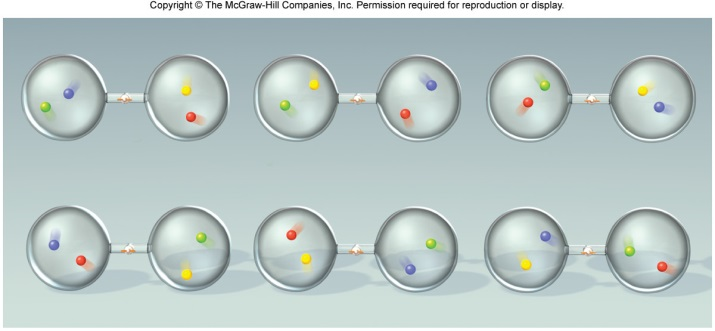 Copyright © The McGraw-Hill Companies, Inc. Permission required for reproduction or display.